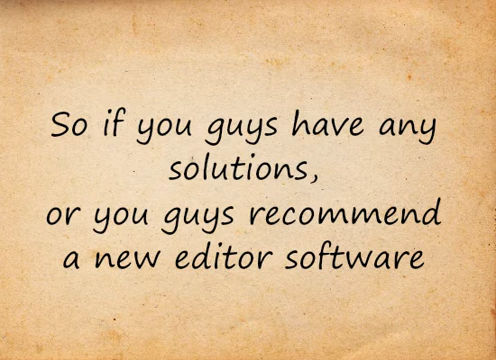 So if you guys have any
solutions,
or you guys recommend
a new editor software